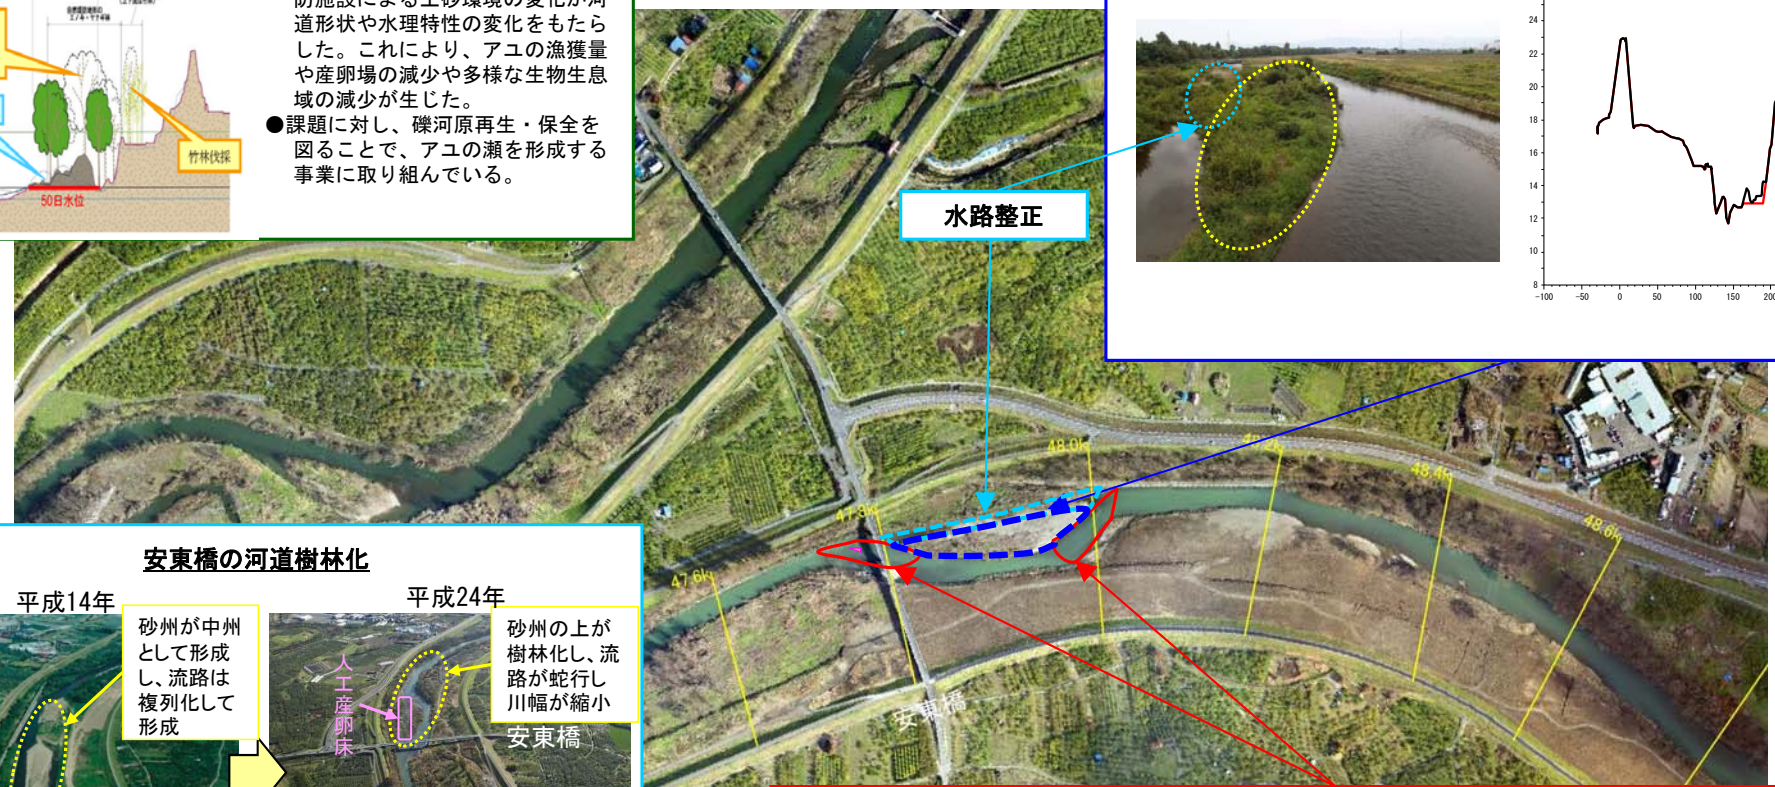 防施設による土砂環境の変化が河
道形状や水理特性の変化をもたら
した。これにより、アユの漁獲量
や産卵場の減少や多様な生物生息
域の減少が生じた。
●課題に対し、礫河原再生・保全を
図ることで、アユの瀬を形成する
事業に取り組んでいる。
竹林伐採
50日水位
水路整正
24
22
20
18
16
14
12
10
8
-100
-50
0
50
100
150
200
47.6k
47.8k
48.0k
48.4k
48.6k
安東橋
安東橋の河道樹林化
平成14年
砂州が中州
として形成
し、流路は
複列化して
形成
平成24年
人工産卵床
砂州の上が
樹林化し、流
路が蛇行し
川幅が縮小
安東橋